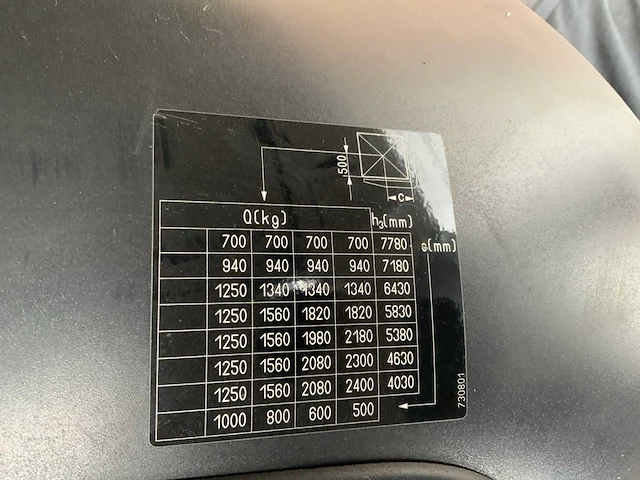 500
c
Q(kg) h3(mm)
700 700 700 700 7780 c(mm)
940 940 940 940 7180
1250 1340 1340 1340 6430
1250 1560 1820 1820 5830
1250 1560 1980 2180 5380
1250 1560 2080 2300 4630
1250 1560 2080 2400 4030
1000 800 600 500
730801